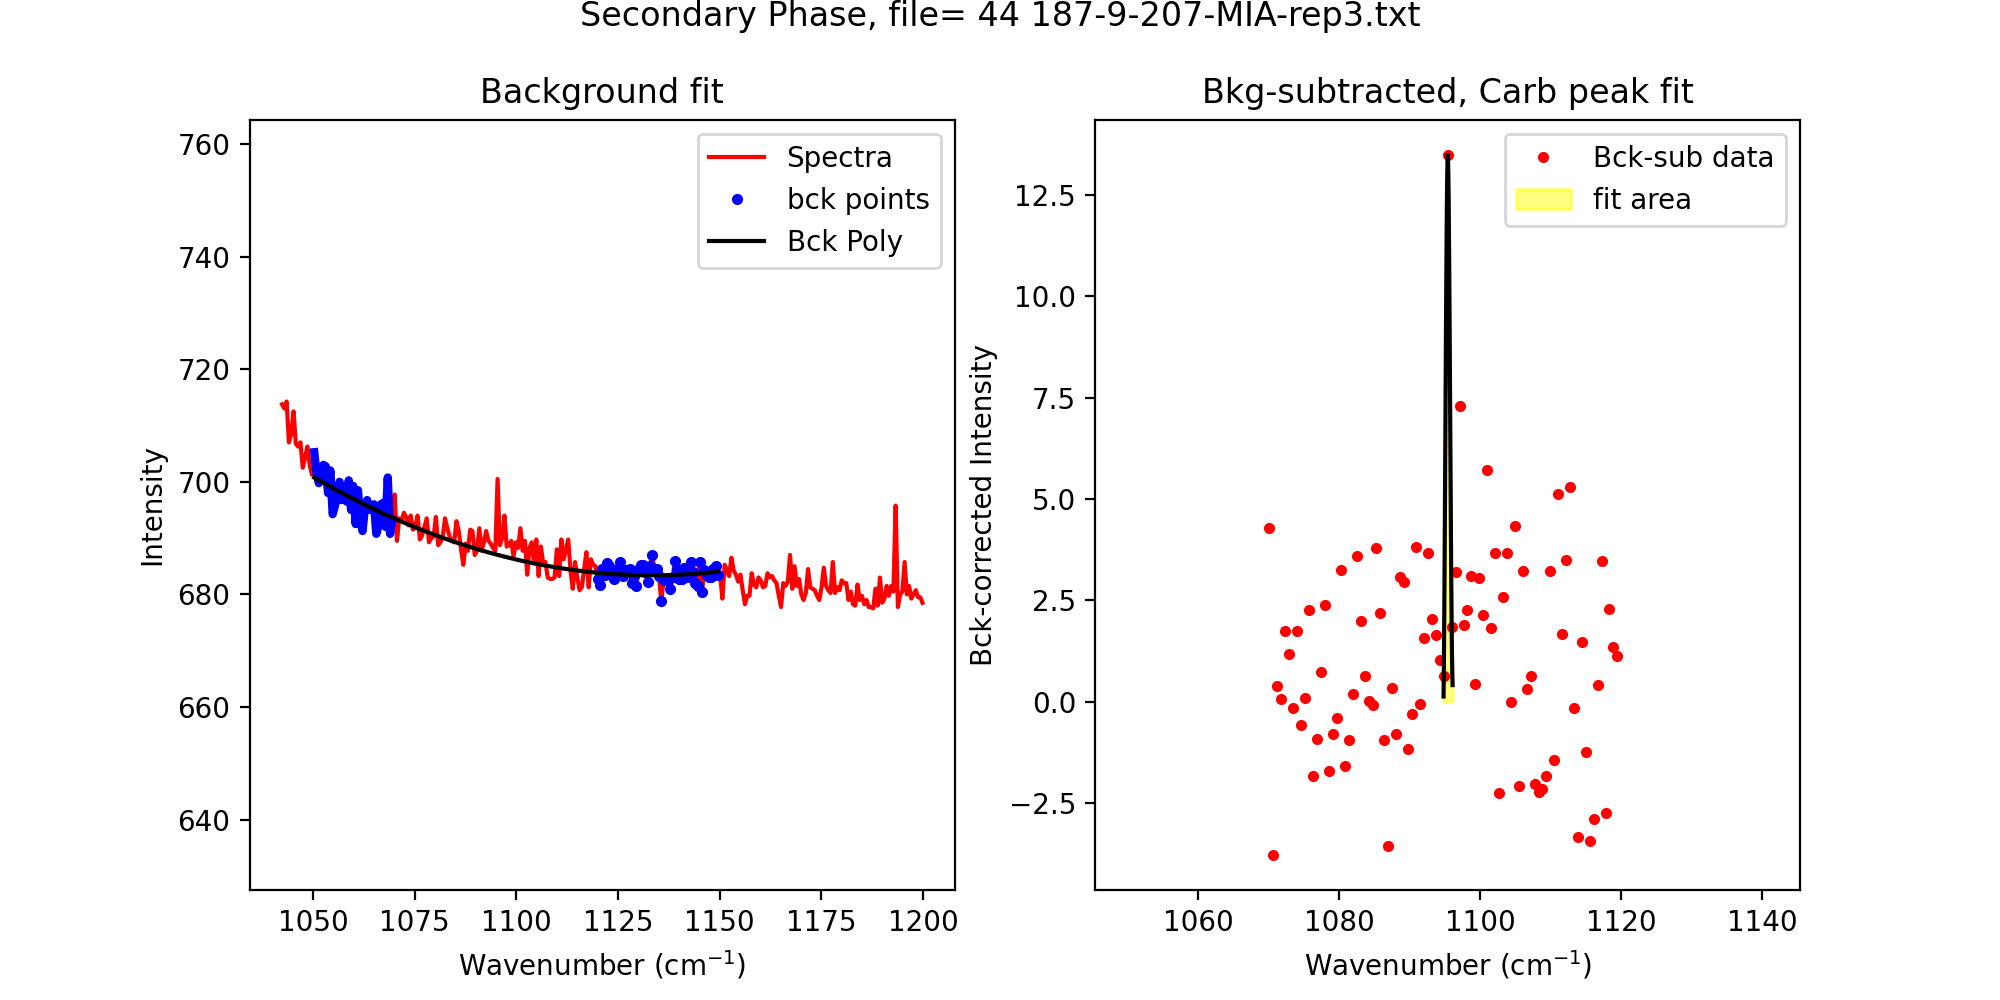 Secondary Phase, file= 44 187-9-207-MIA-rep3.txt
Background fit
Intensity
760
740
720
700
680
660
640
Spectra
bck points
Bck Poly
1050 1075 1100 1125 1150 1175 1200
Wavenumber (cm⁻¹)
Bkg-subtracted, Carb peak fit
Bck-corrected Intensity
12.5
10.0
7.5
5.0
2.5
0.0
−2.5
Bck-sub data
fit area
1060 1080 1100 1120 1140
Wavenumber (cm⁻¹)